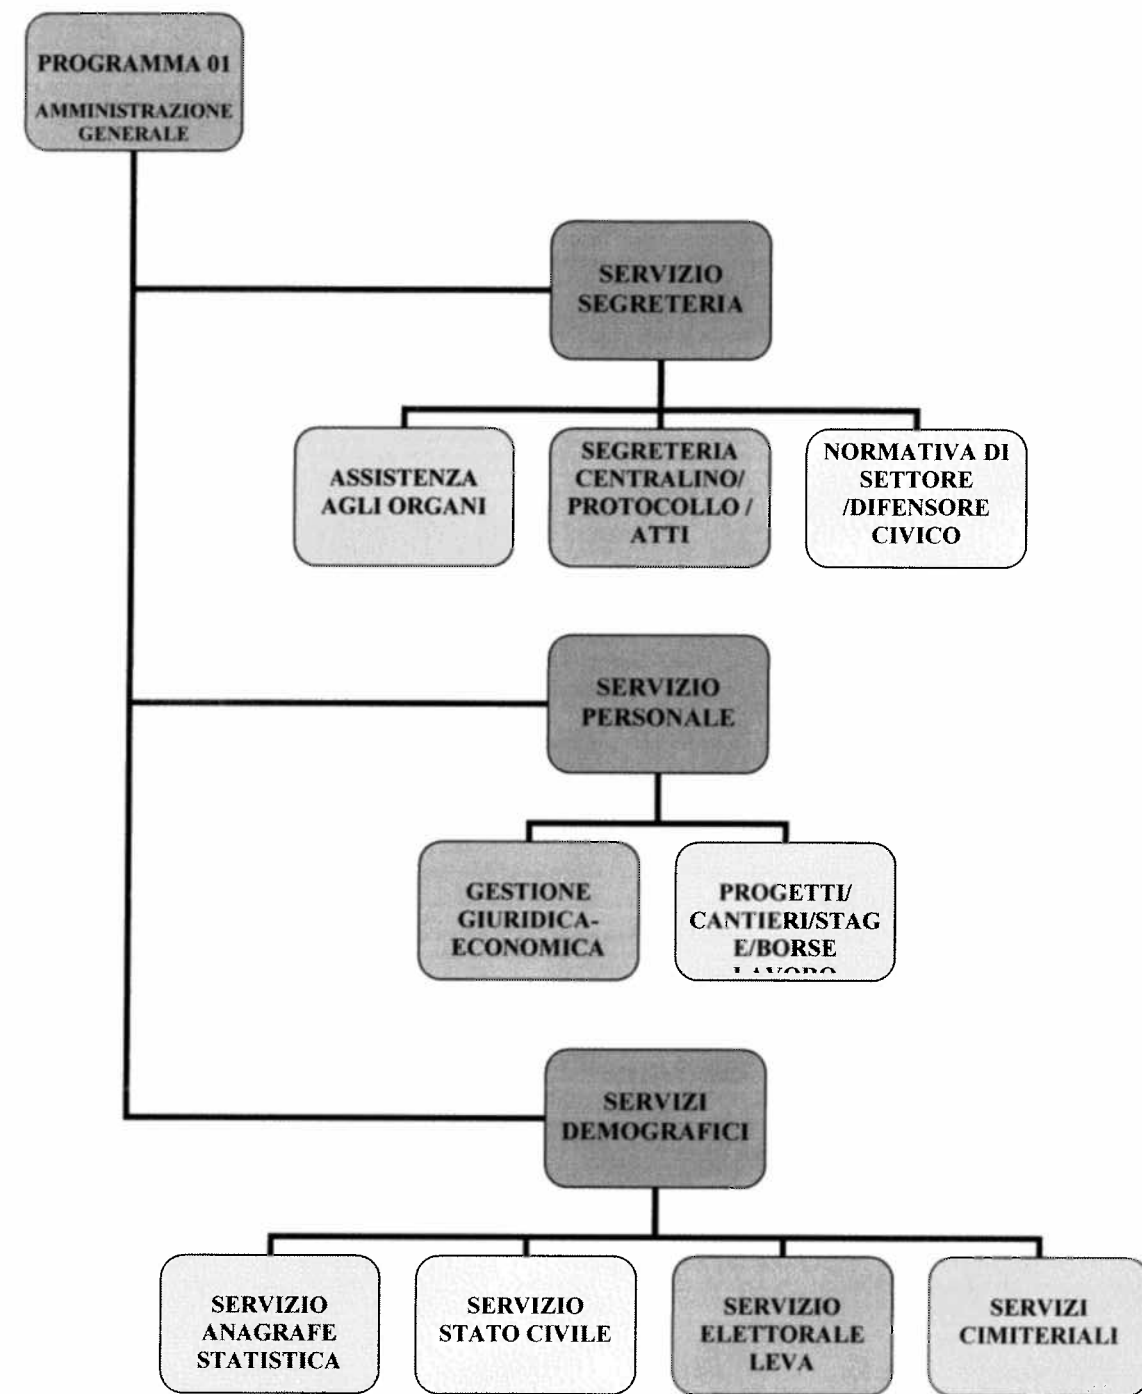 PROGRAMMA 01
AMMINISTRAZIONE
GENERALE
SERVIZIO
SEGRETERIA
ASSISTENZA
AGLI ORGANI
SEGRETERIA
CENTRALINO/
PROTOCOLLO /
ATTI
NORMATIVA DI
SETTORE
/DIFENSORE
CIVICO
SERVIZIO
PERSONALE
GESTIONE
GIURIDICA-
ECONOMICA
PROGETTI/
CANTIERI/STAG
E/BORSE
LAVORO
SERVIZI
DEMOGRAFICI
SERVIZIO
ANAGRAFE
STATISTICA
SERVIZIO
STATO CIVILE
SERVIZIO
ELETTORALE
LEVA
SERVIZI
CIMITERIALI